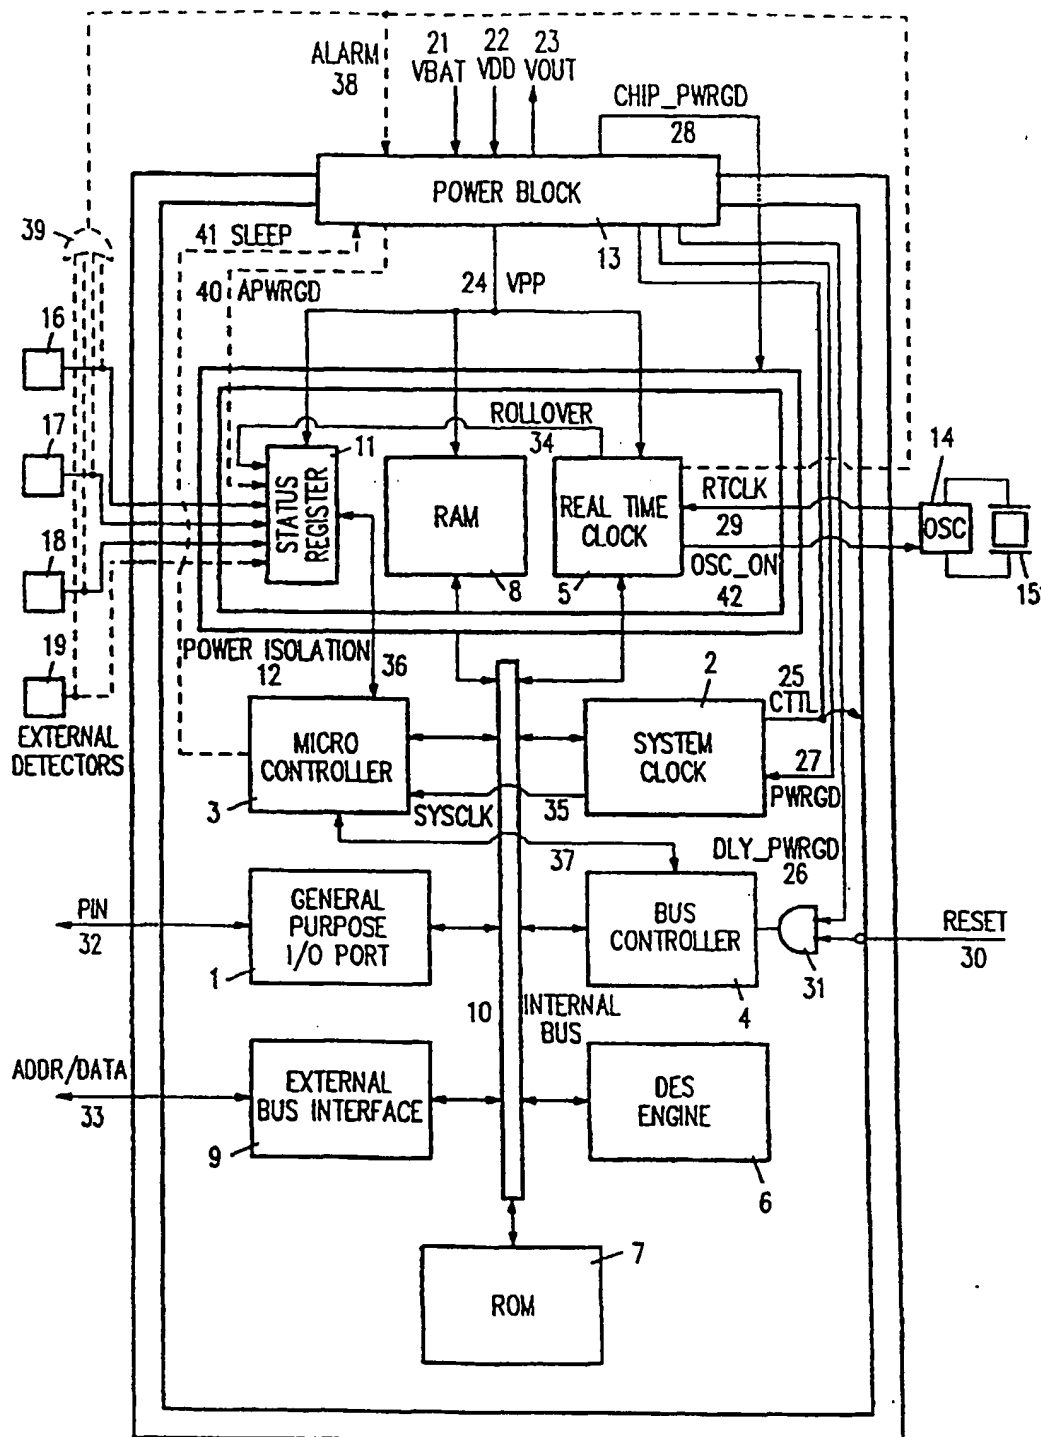 ALARM
38
21
VBAT
22
VDD
23
VOUT
CHIP_PWRGD
28
POWER BLOCK
13
39
41 SLEEP
40 APWRGD
24 VPP
16
17
18
19
EXTERNAL
DETECTORS
ROLLOVER
34
11
STATUS
REGISTER
RAM
8
REAL TIME
CLOCK
5
RTCLK
29
OSC_ON
42
14
OSC
15
POWER ISOLATION
12
36
MICRO
CONTROLLER
3
SYSCLK
35
2
SYSTEM
CLOCK
25
CTTL
27
PWRGD
37
DLY_PWRGD
26
PIN
32
GENERAL
PURPOSE
I/O PORT
1
BUS
CONTROLLER
4
31
RESET
30
10
INTERNAL
BUS
ADDR/DATA
33
EXTERNAL
BUS INTERFACE
9
DES
ENGINE
6
ROM
7